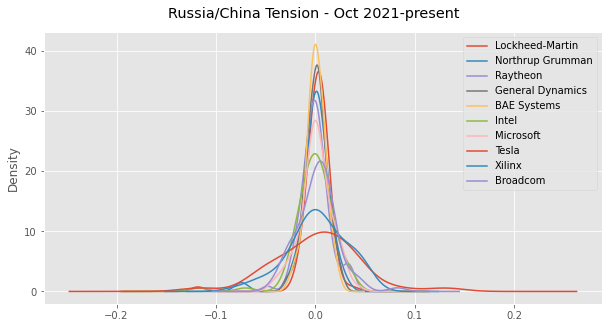 Russia/China Tension - Oct 2021-present
Lockheed-Martin
Northrup Grumman
Raytheon
General Dynamics
BAE Systems
Intel
Microsoft
Tesla
Xilinx
Broadcom
Density
40
30
20
10
0
−0.2 −0.1 0.0 0.1 0.2